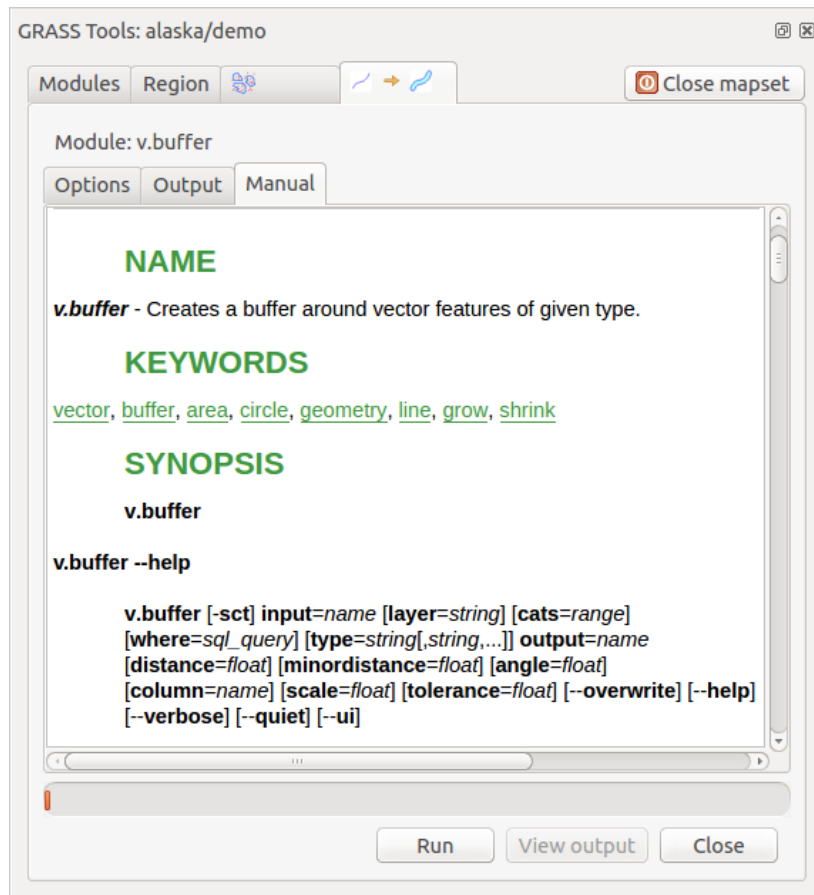 GRASS Tools: alaska/demo
Modules Region Close mapset
Module: v.buffer
Options Output Manual
NAME
v.buffer - Creates a buffer around vector features of given type.
KEYWORDS
vector, buffer, area, circle, geometry, line, grow, shrink
SYNOPSIS
v.buffer
v.buffer --help
v.buffer [-sct] input=name [layer=string] [cats=range]
[where=sql_query] [type=string[,string,...]] output=name
[distance=float] [minordistance=float] [angle=float]
[column=name] [scale=float] [tolerance=float] [--overwrite] [--help]
[--verbose] [--quiet] [--ui]
Run View output Close